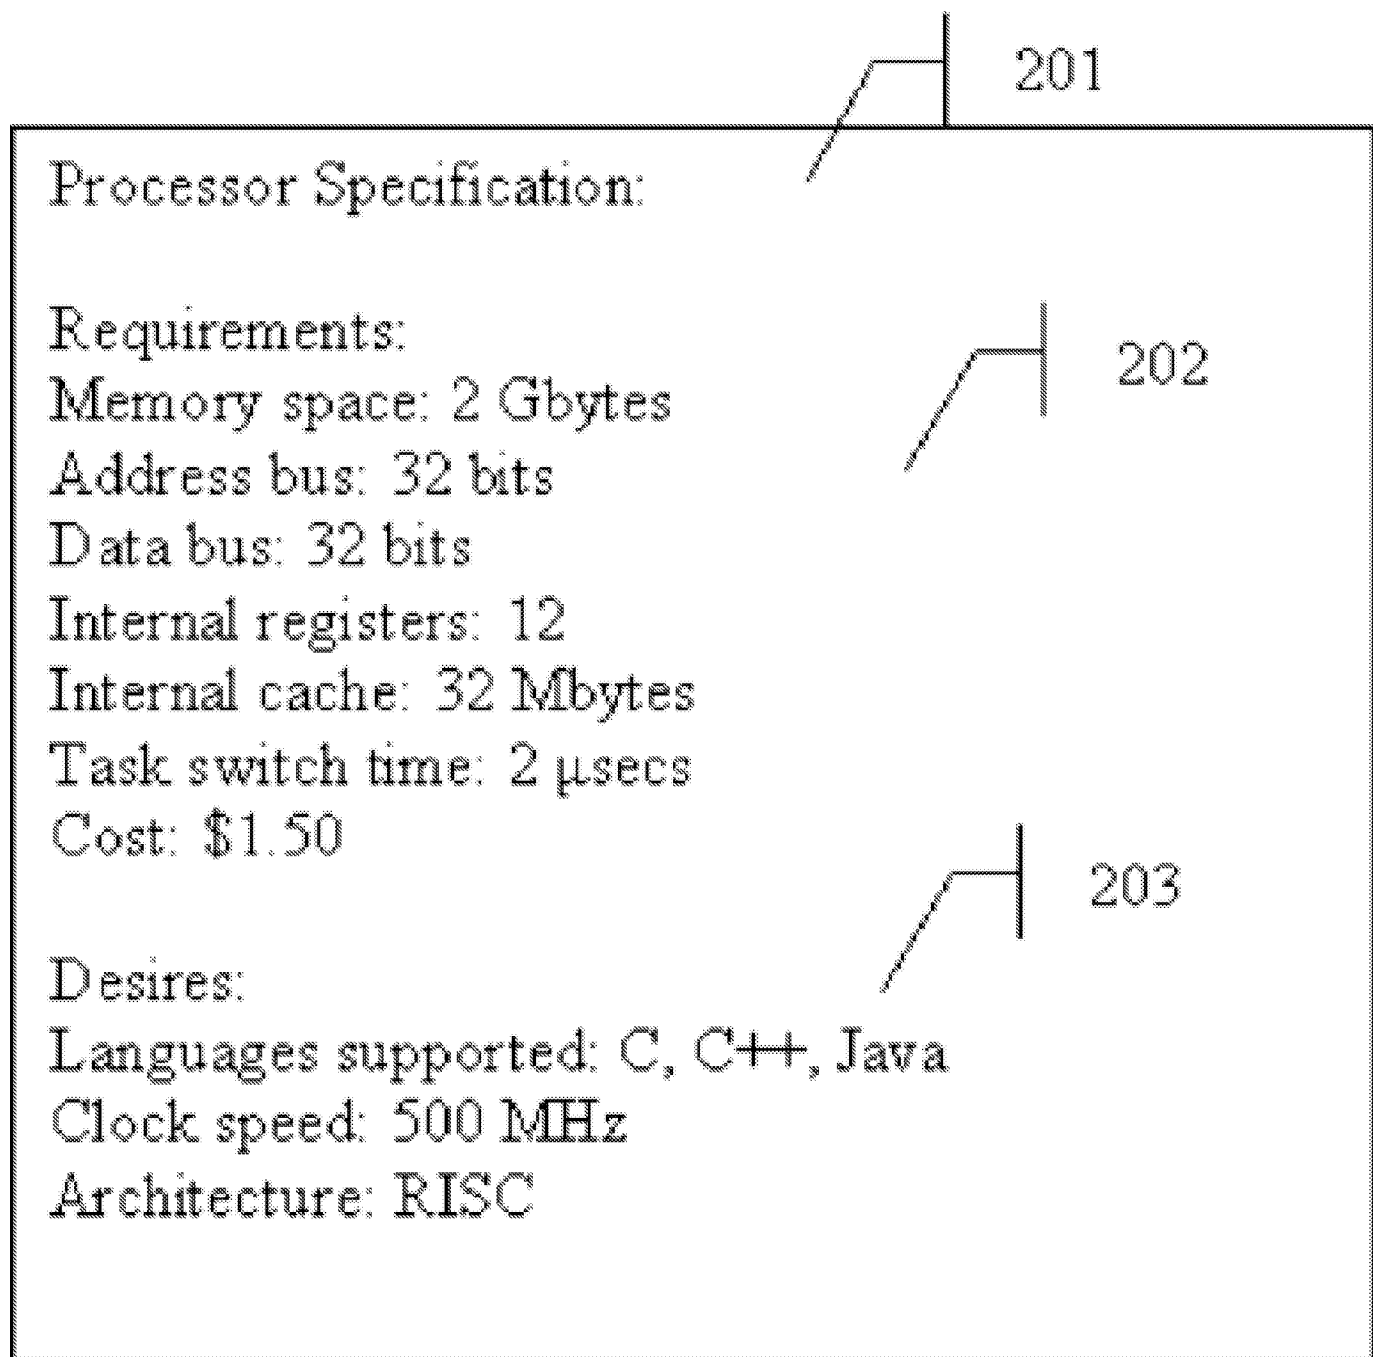 201
Processor Specification:
Requirements:
202
Memory space: 2 Gbytes
Address bus: 32 bits
Data bus: 32 bits
Internal registers: 12
Internal cache: 32 Mbytes
Task switch time: 2 μsecs
Cost: $1.50
203
Desires:
Languages supported: C, C++, Java
Clock speed: 500 MHz
Architecture: RISC